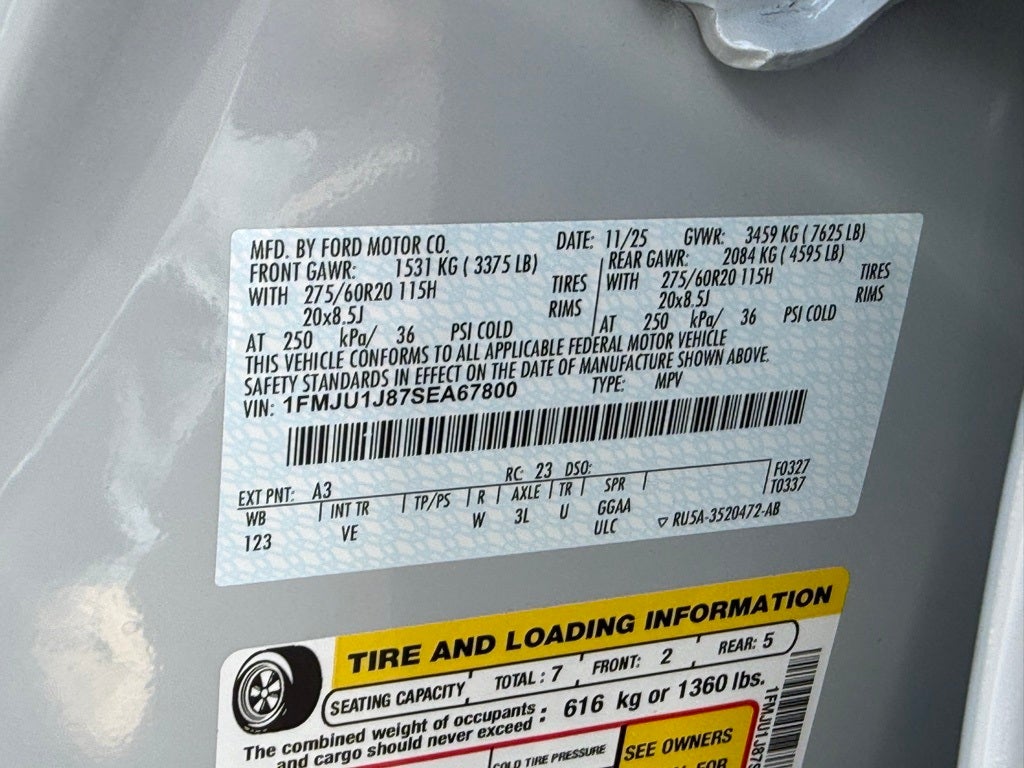 MFD. BY FORD MOTOR CO. DATE: 11/25 GVWR: 3459 KG ( 7625 LB)
FRONT GAWR: 1531 KG ( 3375 LB) REAR GAWR: 2084 KG ( 4595 LB)
WITH 275/60R20 115H TIRES WITH 275/60R20 115H TIRES
20x8.5J RIMS 20x8.5J RIMS
AT 250 kPa/ 36 PSI COLD AT 250 kPa/ 36 PSI COLD
THIS VEHICLE CONFORMS TO ALL APPLICABLE FEDERAL MOTOR VEHICLE
SAFETY STANDARDS IN EFFECT ON THE DATE OF MANUFACTURE SHOWN ABOVE.
VIN: 1FMJU1J87SEA67800 TYPE: MPV
EXT PNT: A3 RC: 23 DSO: F0327
WB INT TR TP/PS R AXLE TR SPR T0337
123 VE W 3L U GGAA
ULC ▽ RU5A-3520472-AB
TIRE AND LOADING INFORMATION
SEATING CAPACITY TOTAL : 7 FRONT: 2 REAR: 5
The combined weight of occupants : 616 kg or 1360 lbs.
and cargo should never exceed
COLD TIRE PRESSURE SEE OWNERS
FOR
1FMJU1J87S